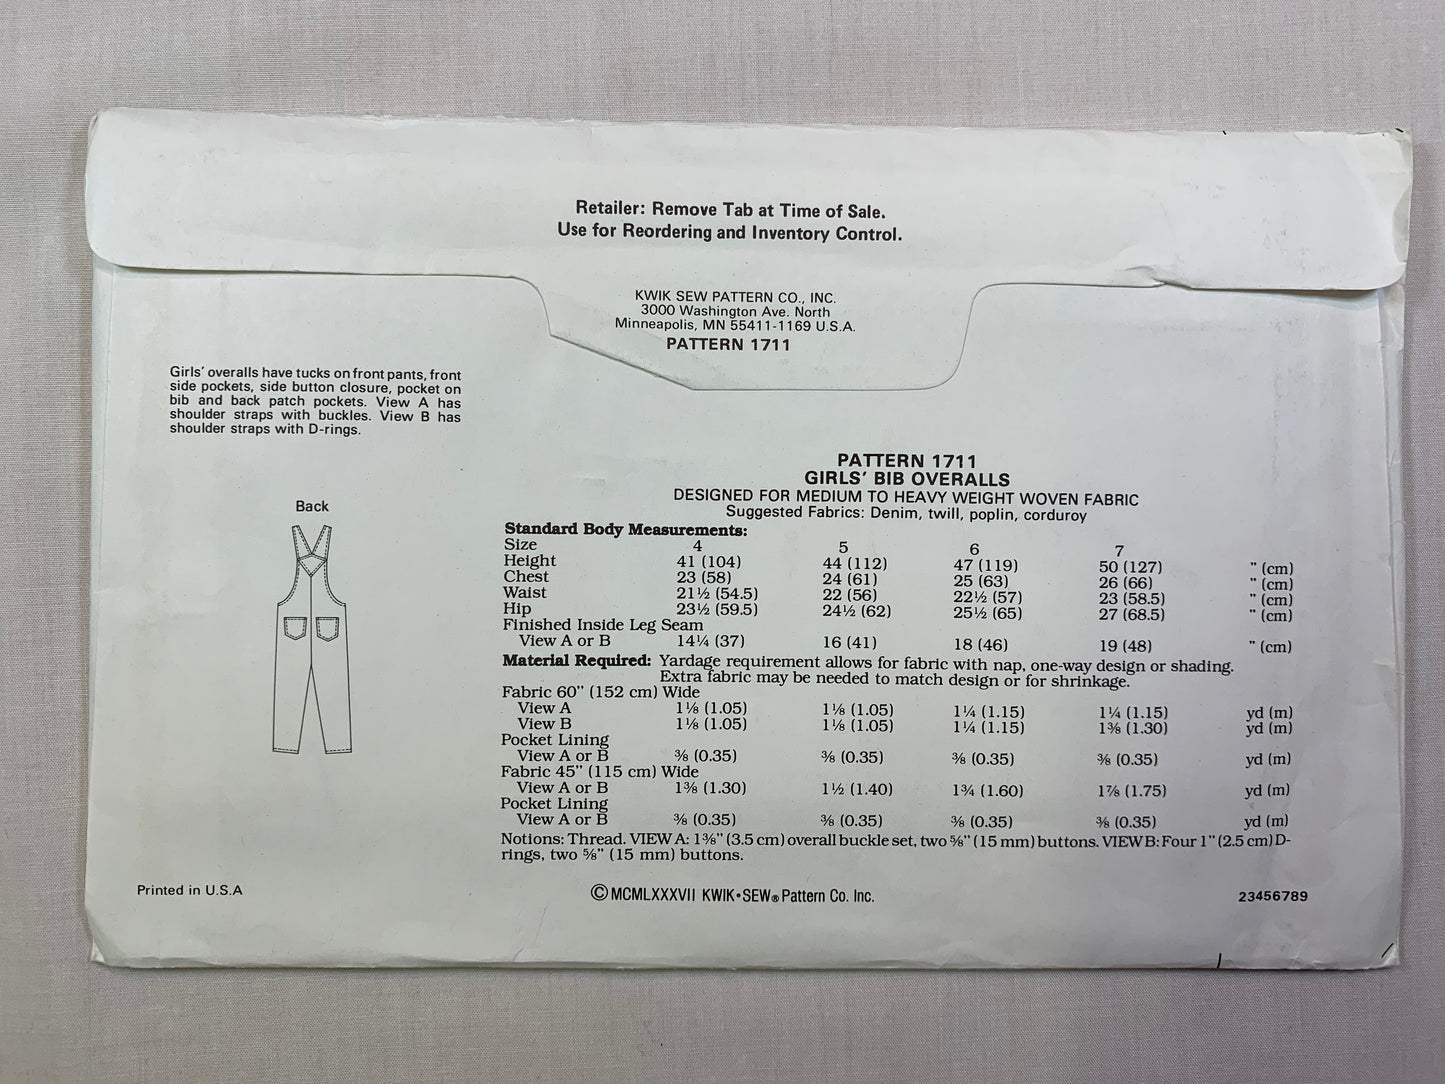 Retailer: Remove Tab at Time of Sale.
Use for Reordering and Inventory Control.
KWIK SEW PATTERN CO., INC.
3000 Washington Ave. North
Minneapolis, MN 55411-1169 U.S.A.
PATTERN 1711
Girls' overalls have tucks on front pants, front
side pockets, side button closure, pocket on
bib and back patch pockets. View A has
shoulder straps with buckles. View B has
shoulder straps with D-rings.
Back
PATTERN 1711
GIRLS' BIB OVERALLS
DESIGNED FOR MEDIUM TO HEAVY WEIGHT WOVEN FABRIC
Suggested Fabrics: Denim, twill, poplin, corduroy
Standard Body Measurements:
Size 4 5 6 7
Height 41 (104) 44 (112) 47 (119) 50 (127) " (cm)
Chest 23 (58) 24 (61) 25 (63) 26 (66) " (cm)
Waist 21½ (54.5) 22 (56) 22½ (57) 23 (58.5) " (cm)
Hip 23½ (59.5) 24½ (62) 25½ (65) 27 (68.5) " (cm)
Finished Inside Leg Seam
View A or B 14¼ (37) 16 (41) 18 (46) 19 (48) " (cm)
Material Required: Yardage requirement allows for fabric with nap, one-way design or shading.
Extra fabric may be needed to match design or for shrinkage.
Fabric 60" (152 cm) Wide
View A 1⅛ (1.05) 1⅛ (1.05) 1¼ (1.15) 1¼ (1.15) yd (m)
View B 1⅛ (1.05) 1⅛ (1.05) 1¼ (1.15) 1⅜ (1.30) yd (m)
Pocket Lining
View A or B ⅜ (0.35) ⅜ (0.35) ⅜ (0.35) ⅜ (0.35) yd (m)
Fabric 45" (115 cm) Wide
View A or B 1⅜ (1.30) 1½ (1.40) 1¾ (1.60) 1⅞ (1.75) yd (m)
Pocket Lining
View A or B ⅜ (0.35) ⅜ (0.35) ⅜ (0.35) ⅜ (0.35) yd (m)
Notions: Thread. VIEW A: 1⅜" (3.5 cm) overall buckle set, two ⅝" (15 mm) buttons. VIEW B: Four 1" (2.5 cm) D-
rings, two ⅝" (15 mm) buttons.
Printed in U.S.A
© MCMLXXXVII KWIK•SEW® Pattern Co. Inc.
23456789